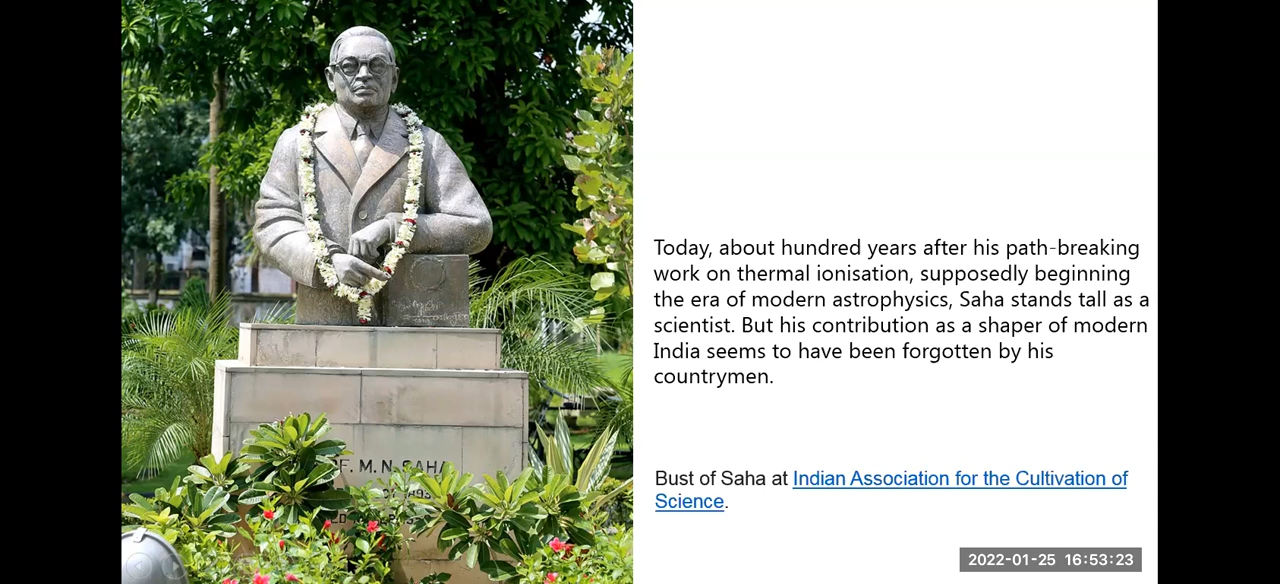 F. M. N. SAHA
Today, about hundred years after his path-breaking
work on thermal ionisation, supposedly beginning
the era of modern astrophysics, Saha stands tall as a
scientist. But his contribution as a shaper of modern
India seems to have been forgotten by his
countrymen.
Bust of Saha at Indian Association for the Cultivation of
Science.
2022-01-25 16:53:23